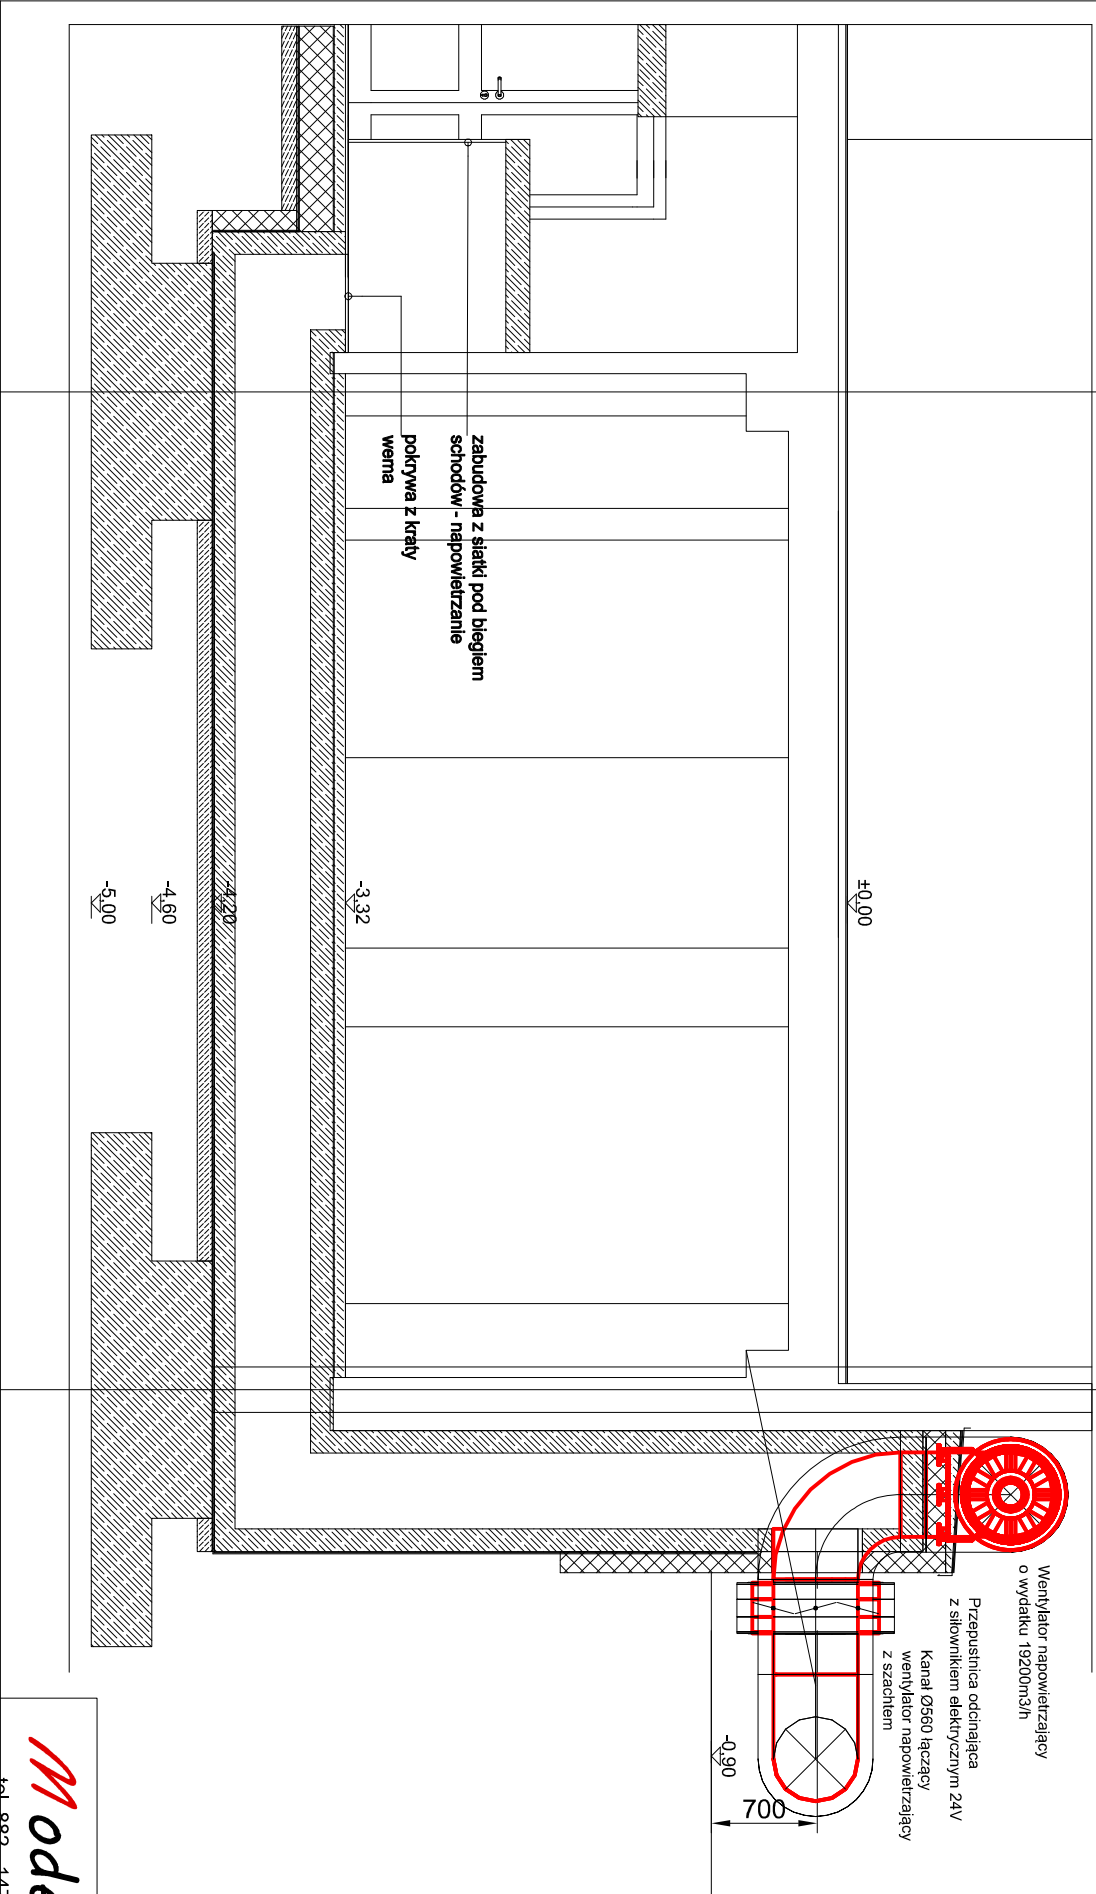 Wentylator napowietrzający
o wydatku 19200m3/h
Przepustnica odcinająca
z siłownikiem elektrycznym 24V
Kanał Ø560 łączący
wentylator napowietrzający
z szachtem
±0.00
-0.90
700
zabudowa z siatki pod biegiem
schodów - napowietrzanie
pokrywa z kraty
wema
-3.32
-4.20
-4.60
-5.00